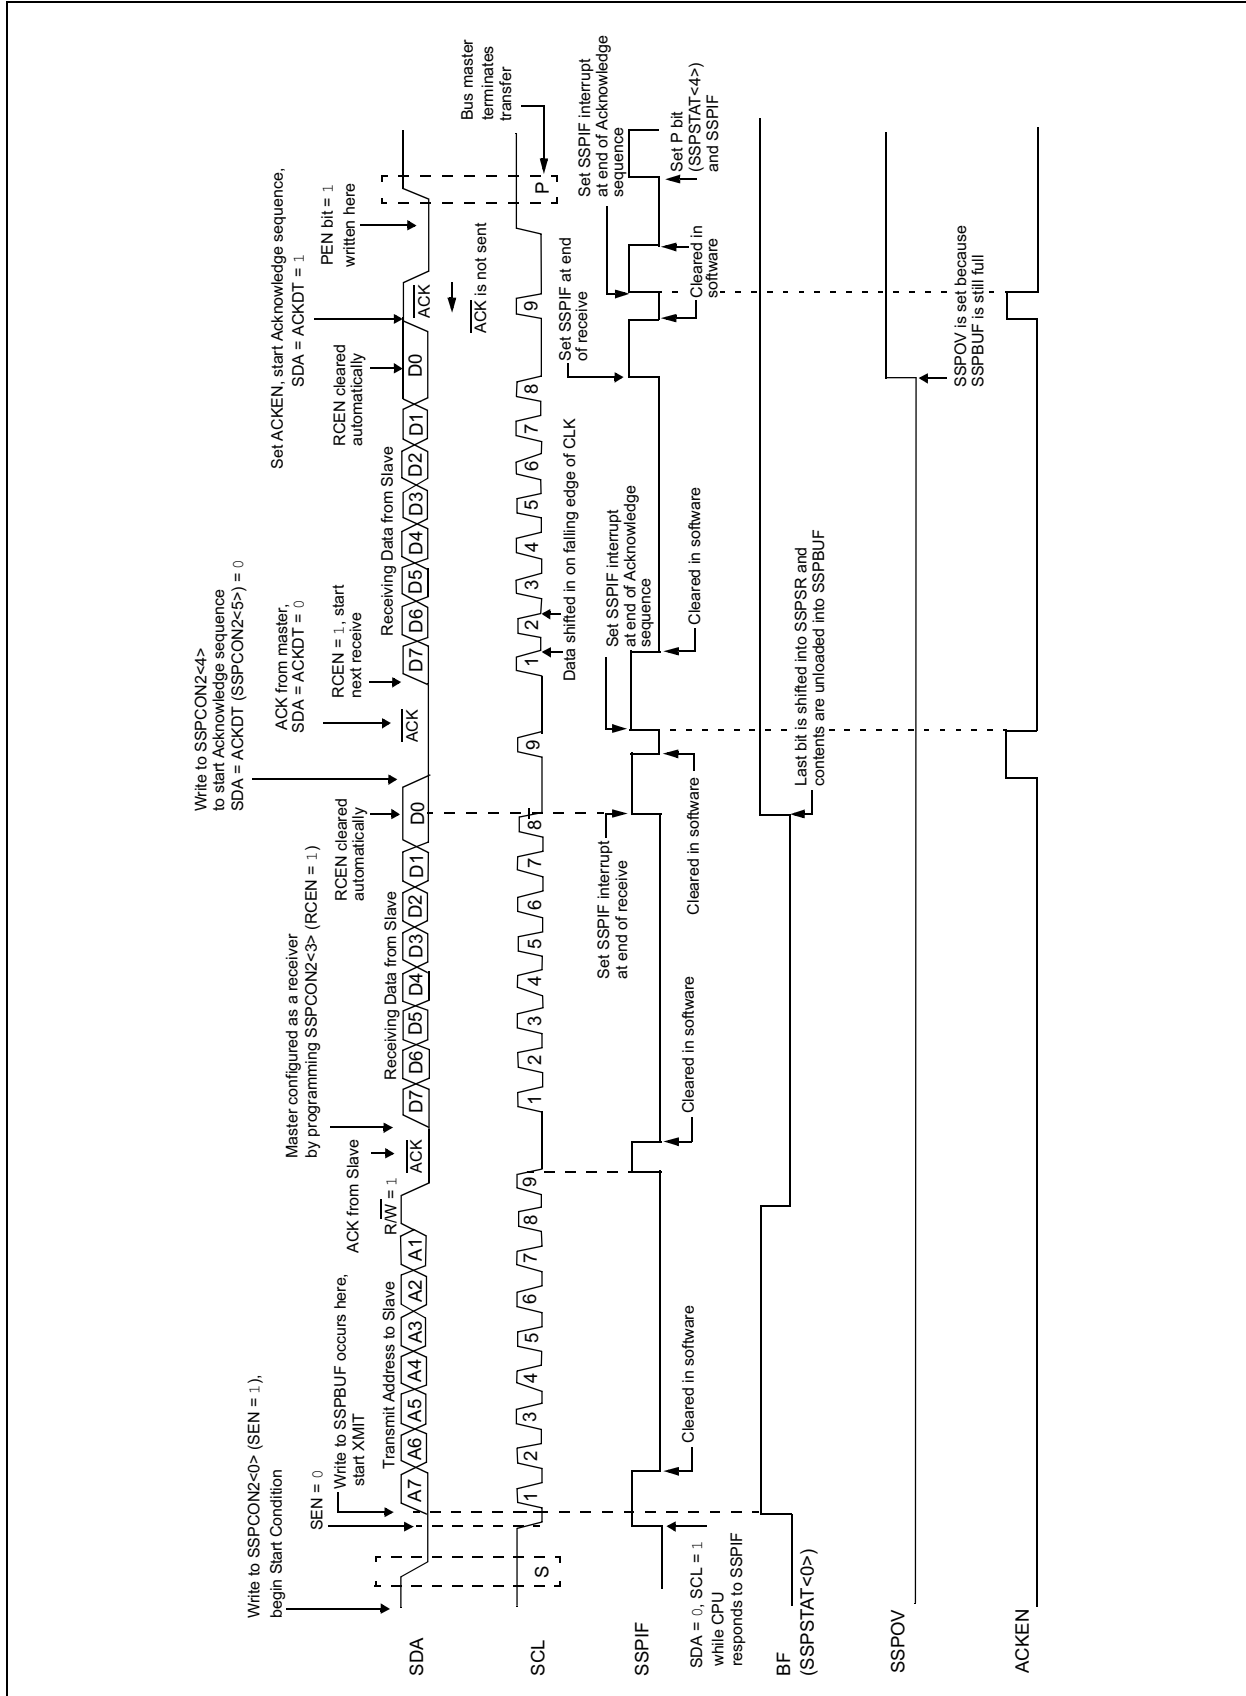 Write to SSPCON2<0> (SEN = 1),
begin Start Condition
SEN = 0
Write to SSPBUF occurs here,
start XMIT
Transmit Address to Slave
R/W = 1
ACK from Slave
Master configured as a receiver
by programming SSPCON2<3> (RCEN = 1)
Receiving Data from Slave
RCEN cleared
automatically
Write to SSPCON2<4>
to start Acknowledge sequence
SDA = ACKDT (SSPCON2<5>) = 0
ACK from master,
SDA = ACKDT = 0
RCEN = 1, start
next receive
Receiving Data from Slave
RCEN cleared
automatically
Set ACKEN, start Acknowledge sequence,
SDA = ACKDT = 1
PEN bit = 1
written here
SDA
A7 A6 A5 A4 A3 A2 A1 ACK D7 D6 D5 D4 D3 D2 D1 D0 ACK D7 D6 D5 D4 D3 D2 D1 D0 ACK
ACK is not sent
Bus master
terminates
transfer
SCL
S 1 2 3 4 5 6 7 8 9 1 2 3 4 5 6 7 8 9 1 2 3 4 5 6 7 8 9 P
Data shifted in on falling edge of CLK
Set SSPIF interrupt
at end of receive
Set SSPIF interrupt
at end of Acknowledge
sequence
Set SSPIF at end
of receive
Set SSPIF interrupt
at end of Acknowledge
sequence
SSPIF
SDA = 0, SCL = 1
while CPU
responds to SSPIF
Cleared in software
Cleared in software
Cleared in software
Cleared in software
Cleared in
software
Set P bit
(SSPSTAT<4>)
and SSPIF
BF
(SSPSTAT<0>)
Last bit is shifted into SSPSR and
contents are unloaded into SSPBUF
SSPOV
SSPOV is set because
SSPBUF is still full
ACKEN